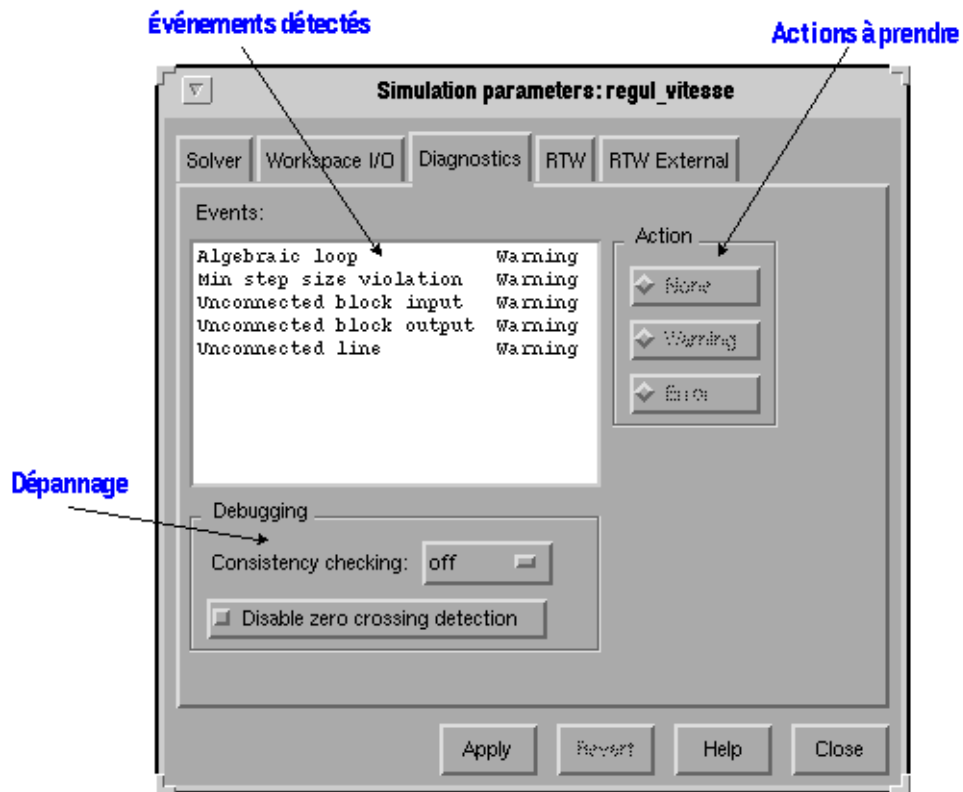 Événements détectés
Actions à prendre
Simulation parameters: regul_vitesse
Solver Workspace I/O Diagnostics RTW RTW External
Events:
Action
Algebraic loop Warning
Min step size violation Warning
Unconnected block input Warning
Unconnected block output Warning
Unconnected line Warning
None
Warning
Error
Dépannage
Debugging
Consistency checking: off
Disable zero crossing detection
Apply Revert Help Close